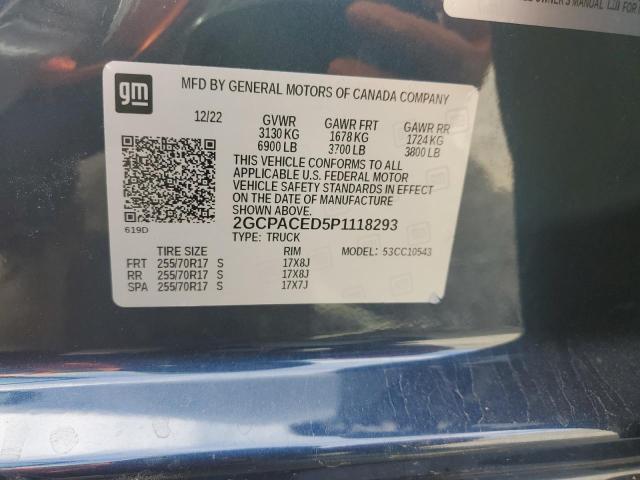 OWNER'S MANUAL
FOR
gm
MFD BY GENERAL MOTORS OF CANADA COMPANY
12/22 GVWR GAWR FRT GAWR RR
3130 KG 1678 KG 1724 KG
6900 LB 3700 LB 3800 LB
THIS VEHICLE CONFORMS TO ALL
APPLICABLE U.S. FEDERAL MOTOR
VEHICLE SAFETY STANDARDS IN EFFECT
ON THE DATE OF MANUFACTURE
SHOWN ABOVE.
619D 2GCPACED5P1118293
TYPE: TRUCK MODEL: 53CC10543
TIRE SIZE RIM
FRT 255/70R17 S 17X8J
RR 255/70R17 S 17X8J
SPA 255/70R17 S 17X7J